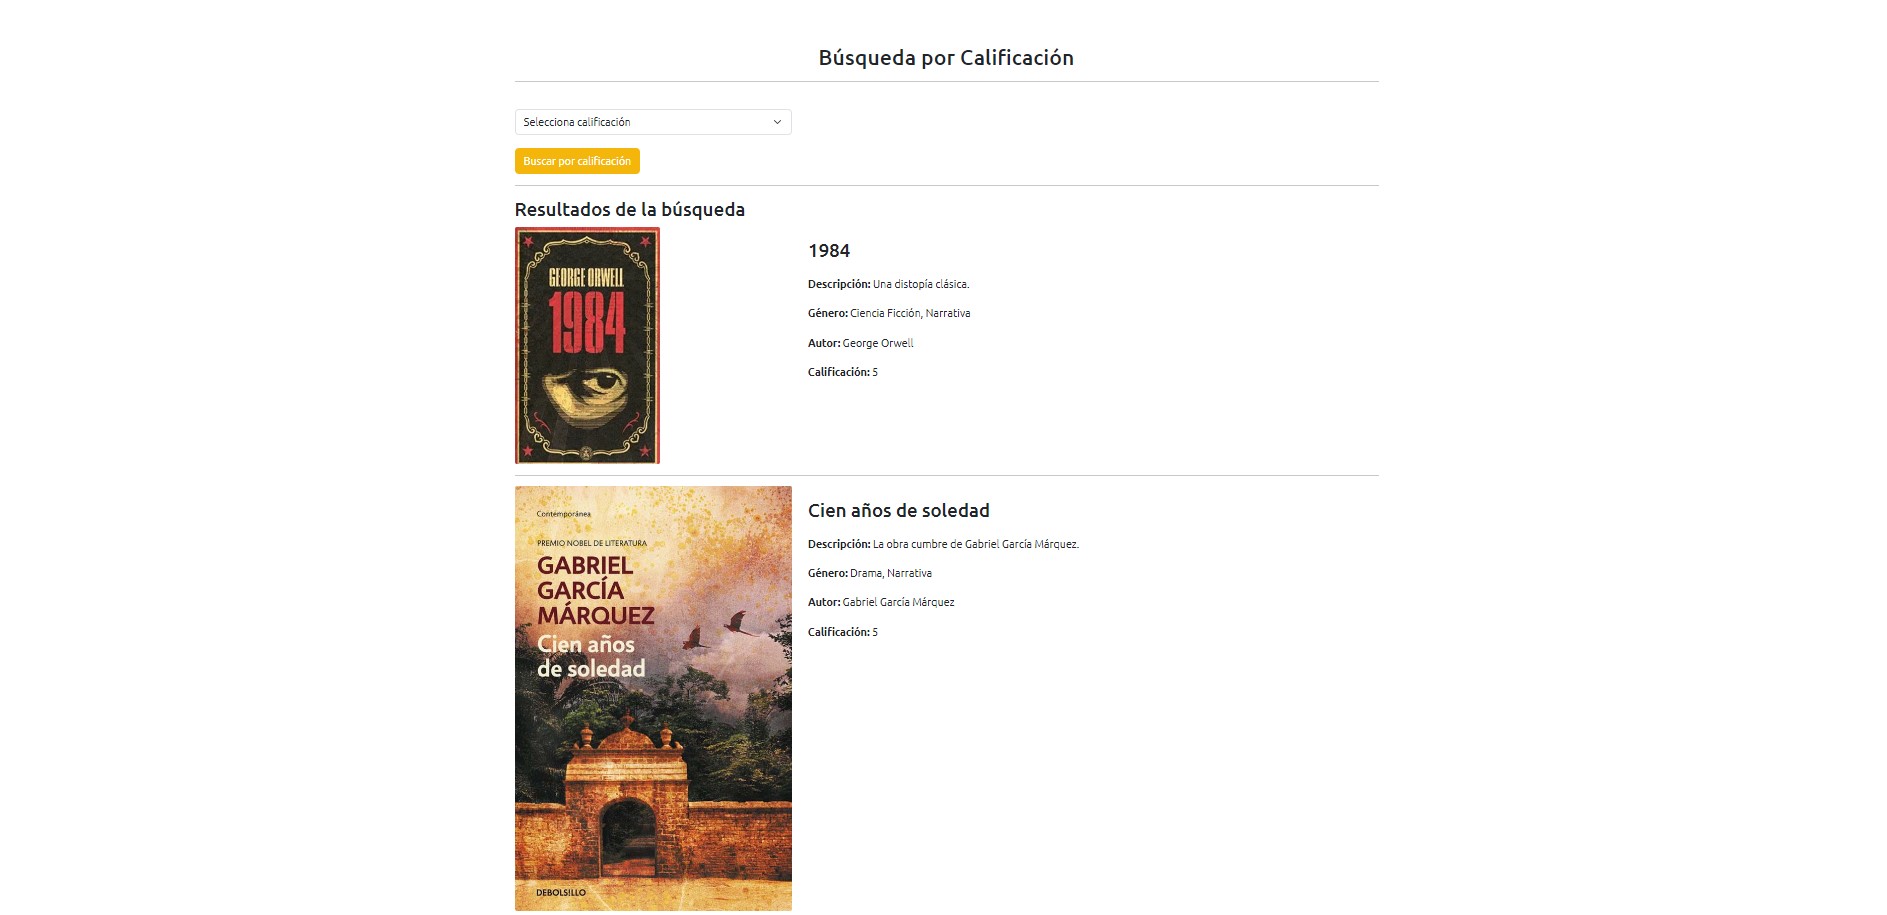 Búsqueda por Calificación
Selecciona calificación
Buscar por calificación
Resultados de la búsqueda
GEORGE ORWELL
1984
1984
Descripción: Una distopía clásica.
Género: Ciencia Ficción, Narrativa
Autor: George Orwell
Calificación: 5
Contemporánea
PREMIO NOBEL DE LITERATURA
GABRIEL
GARCÍA
MÁRQUEZ
Cien años
de soledad
DEBOLS!LLO
Cien años de soledad
Descripción: La obra cumbre de Gabriel García Márquez.
Género: Drama, Narrativa
Autor: Gabriel García Márquez
Calificación: 5